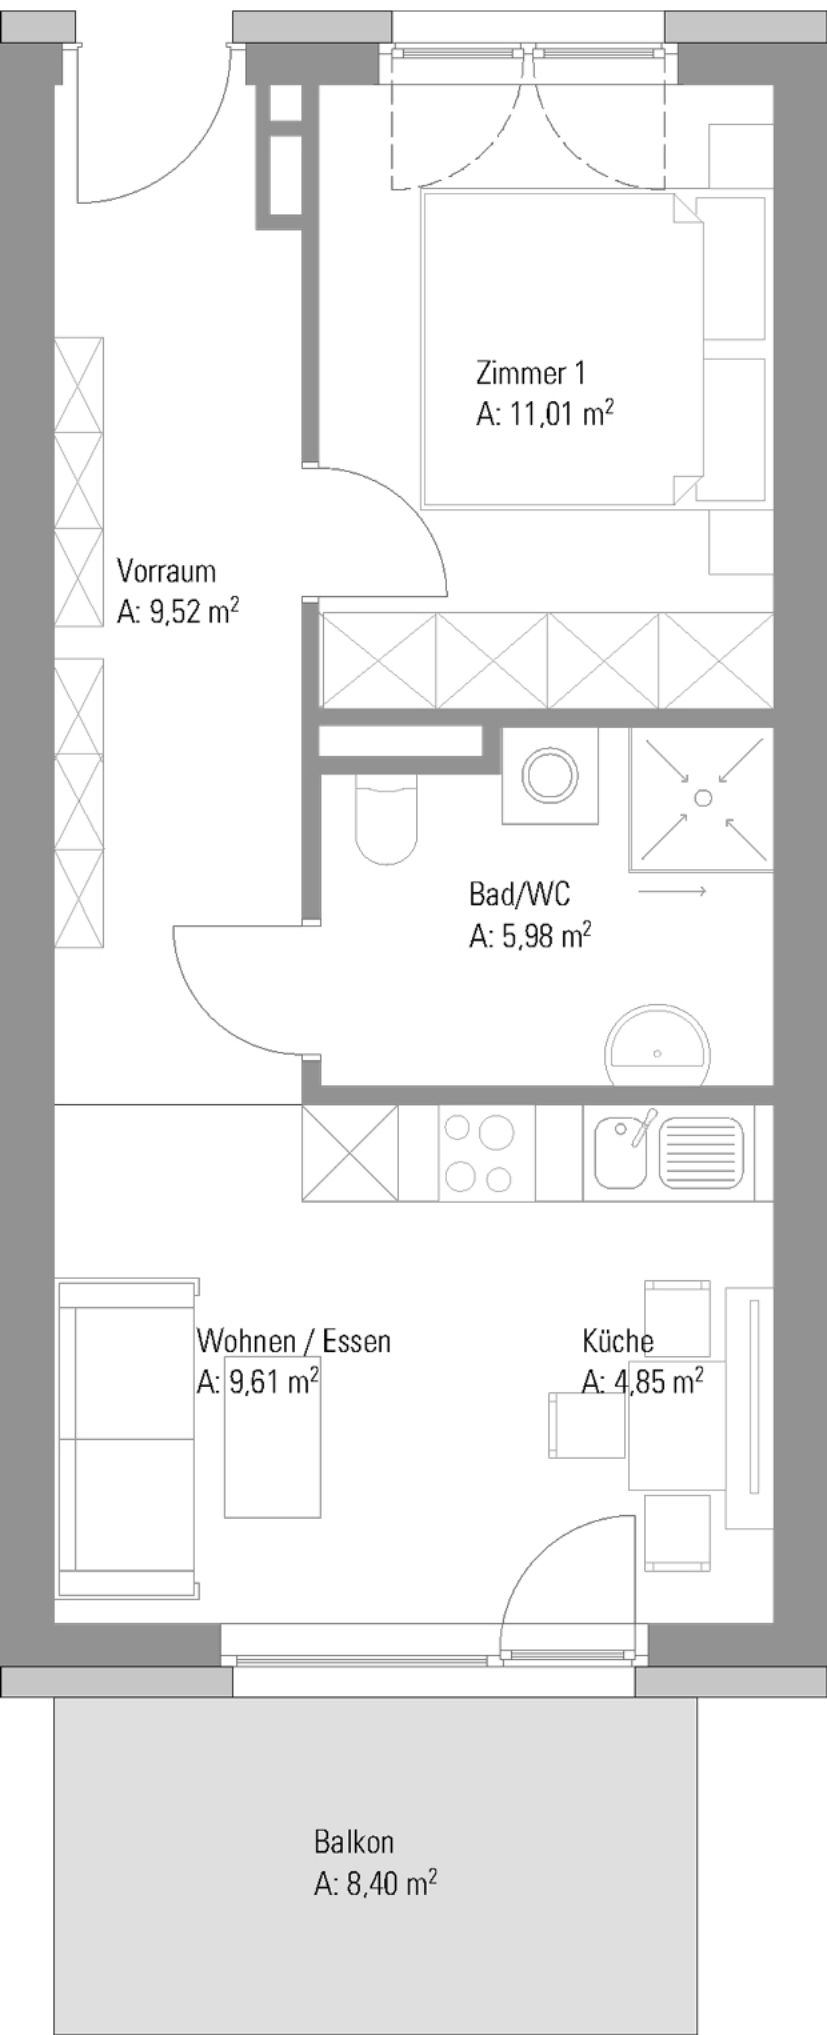 Zimmer 1
A: 11,01 m²
Vorraum
A: 9,52 m²
Bad/WC
A: 5,98 m²
Wohnen / Essen
A: 9,61 m²
Küche
A: 4,85 m²
Balkon
A: 8,40 m²